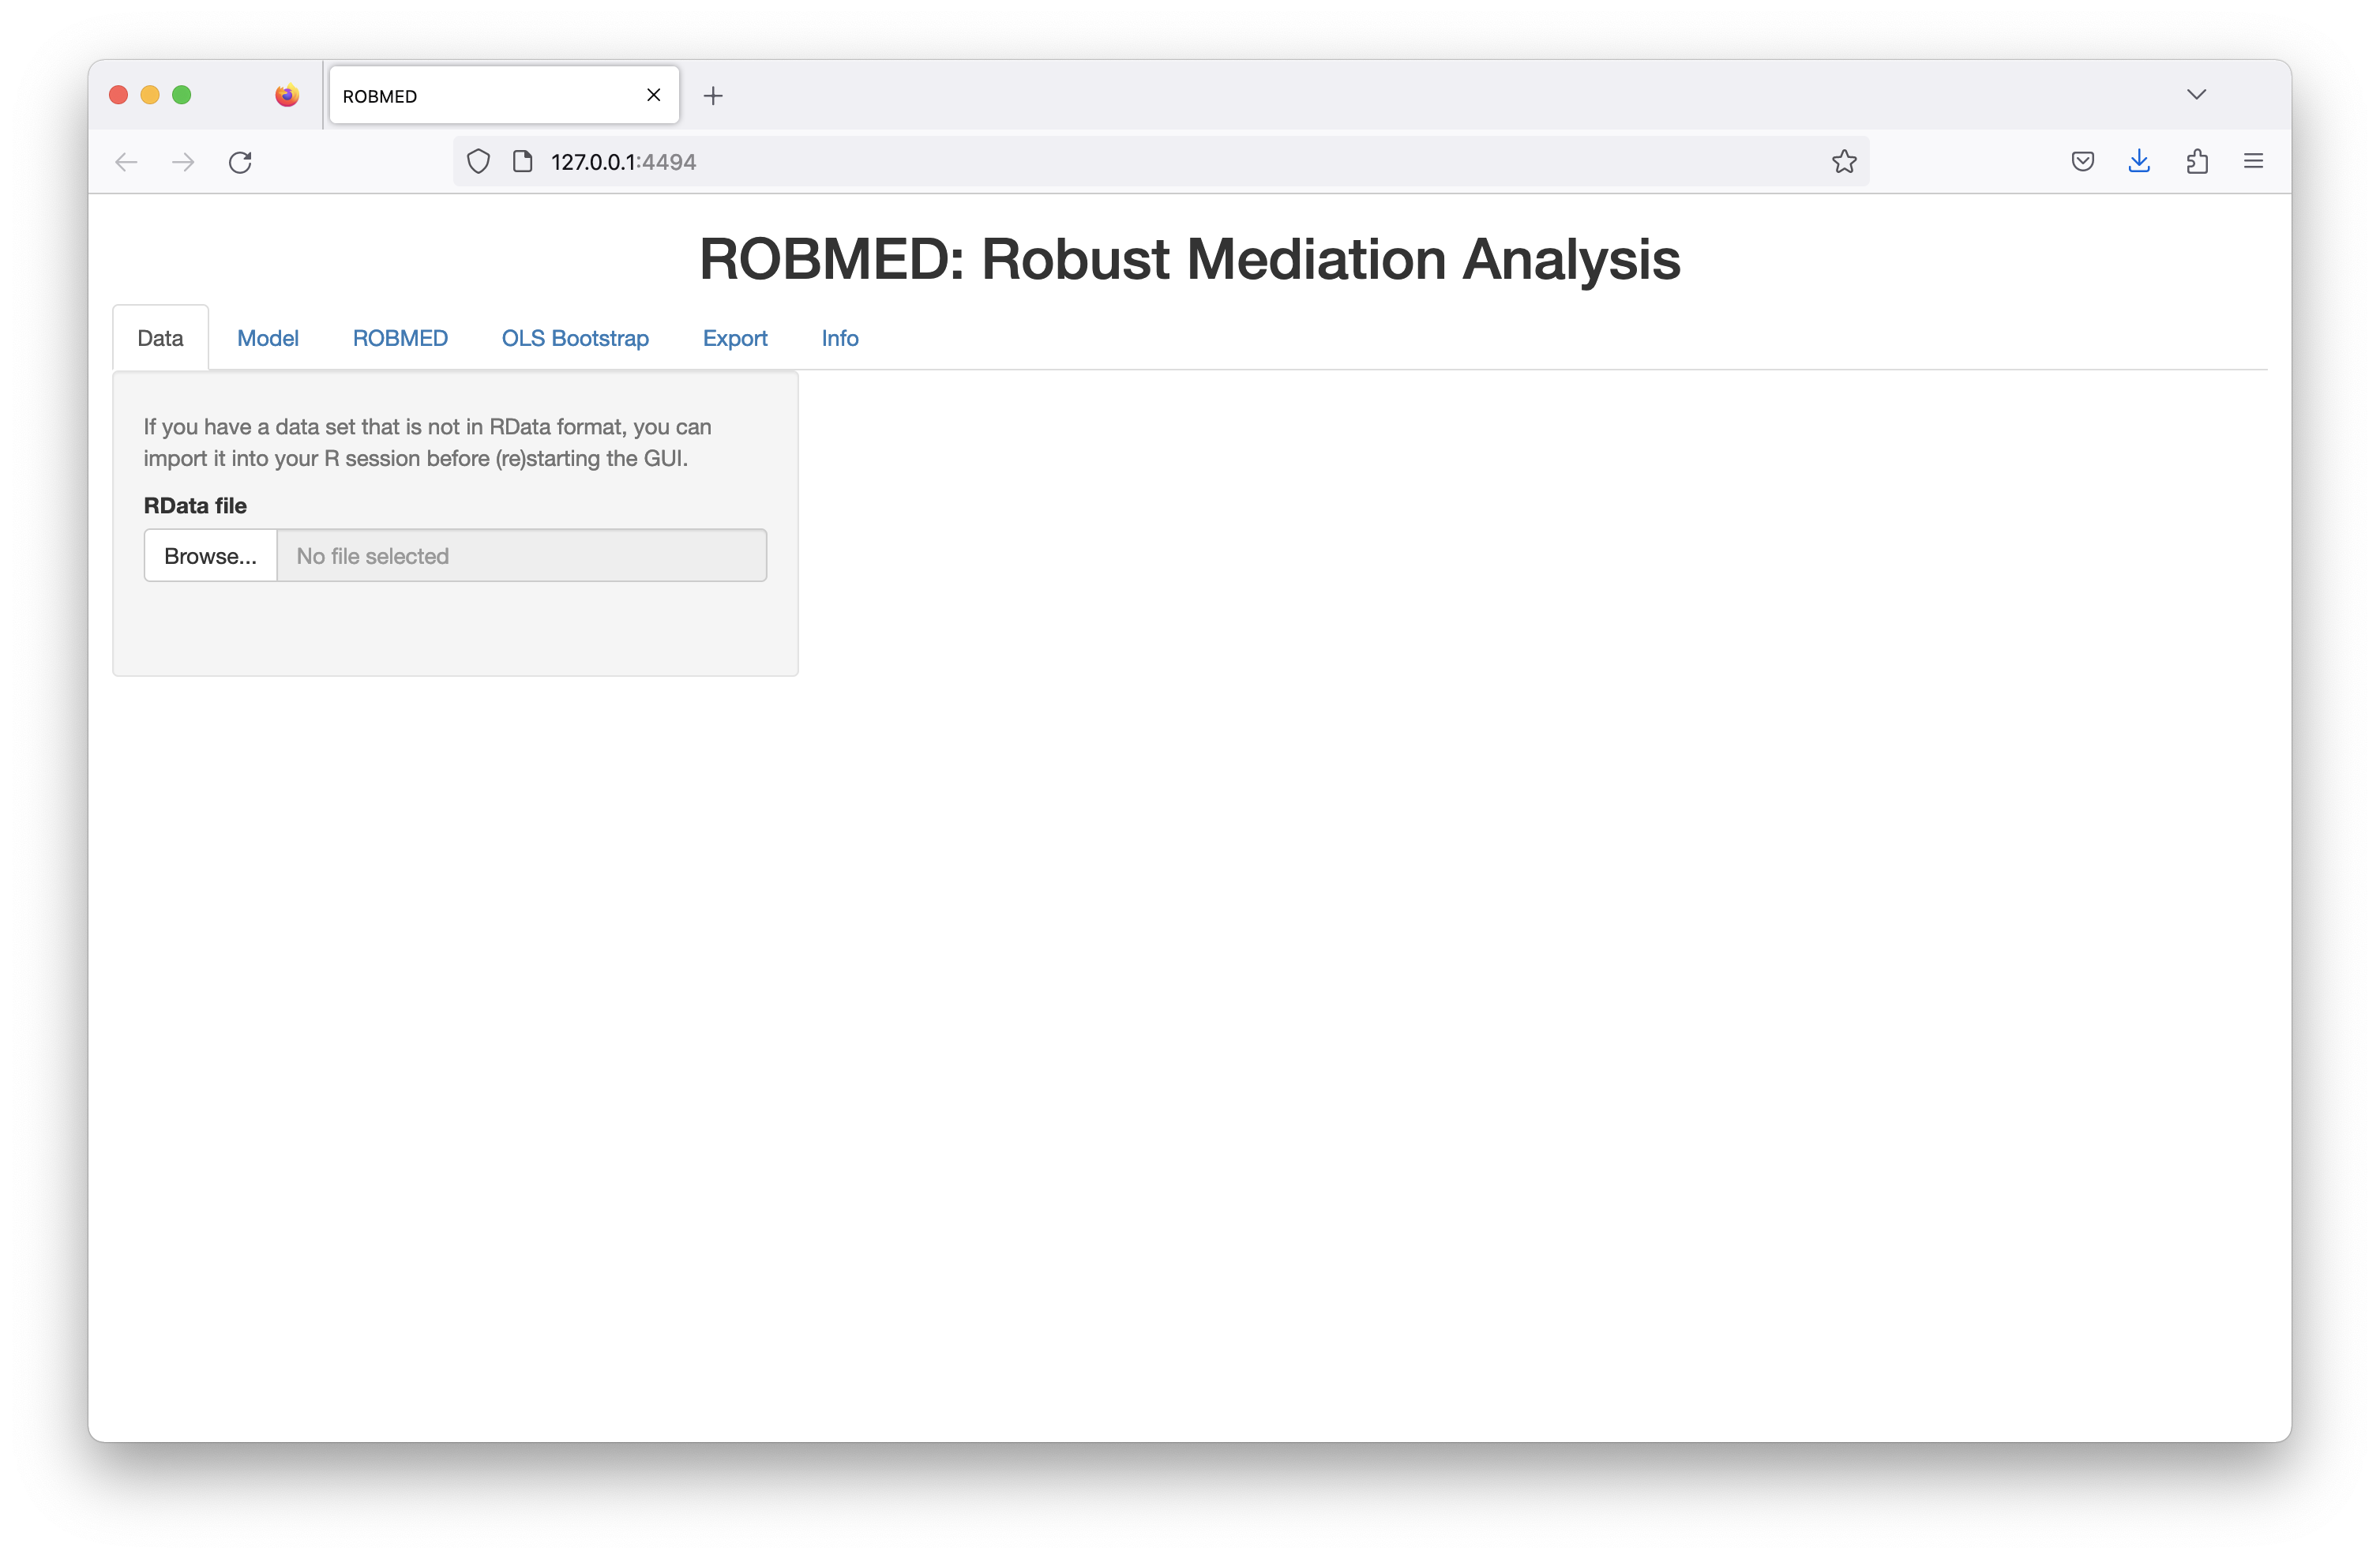 ROBMED
127.0.0.1:4494
ROBMED: Robust Mediation Analysis
Data Model ROBMED OLS Bootstrap Export Info
If you have a data set that is not in RData format, you can
import it into your R session before (re)starting the GUI.
RData file
Browse... No file selected